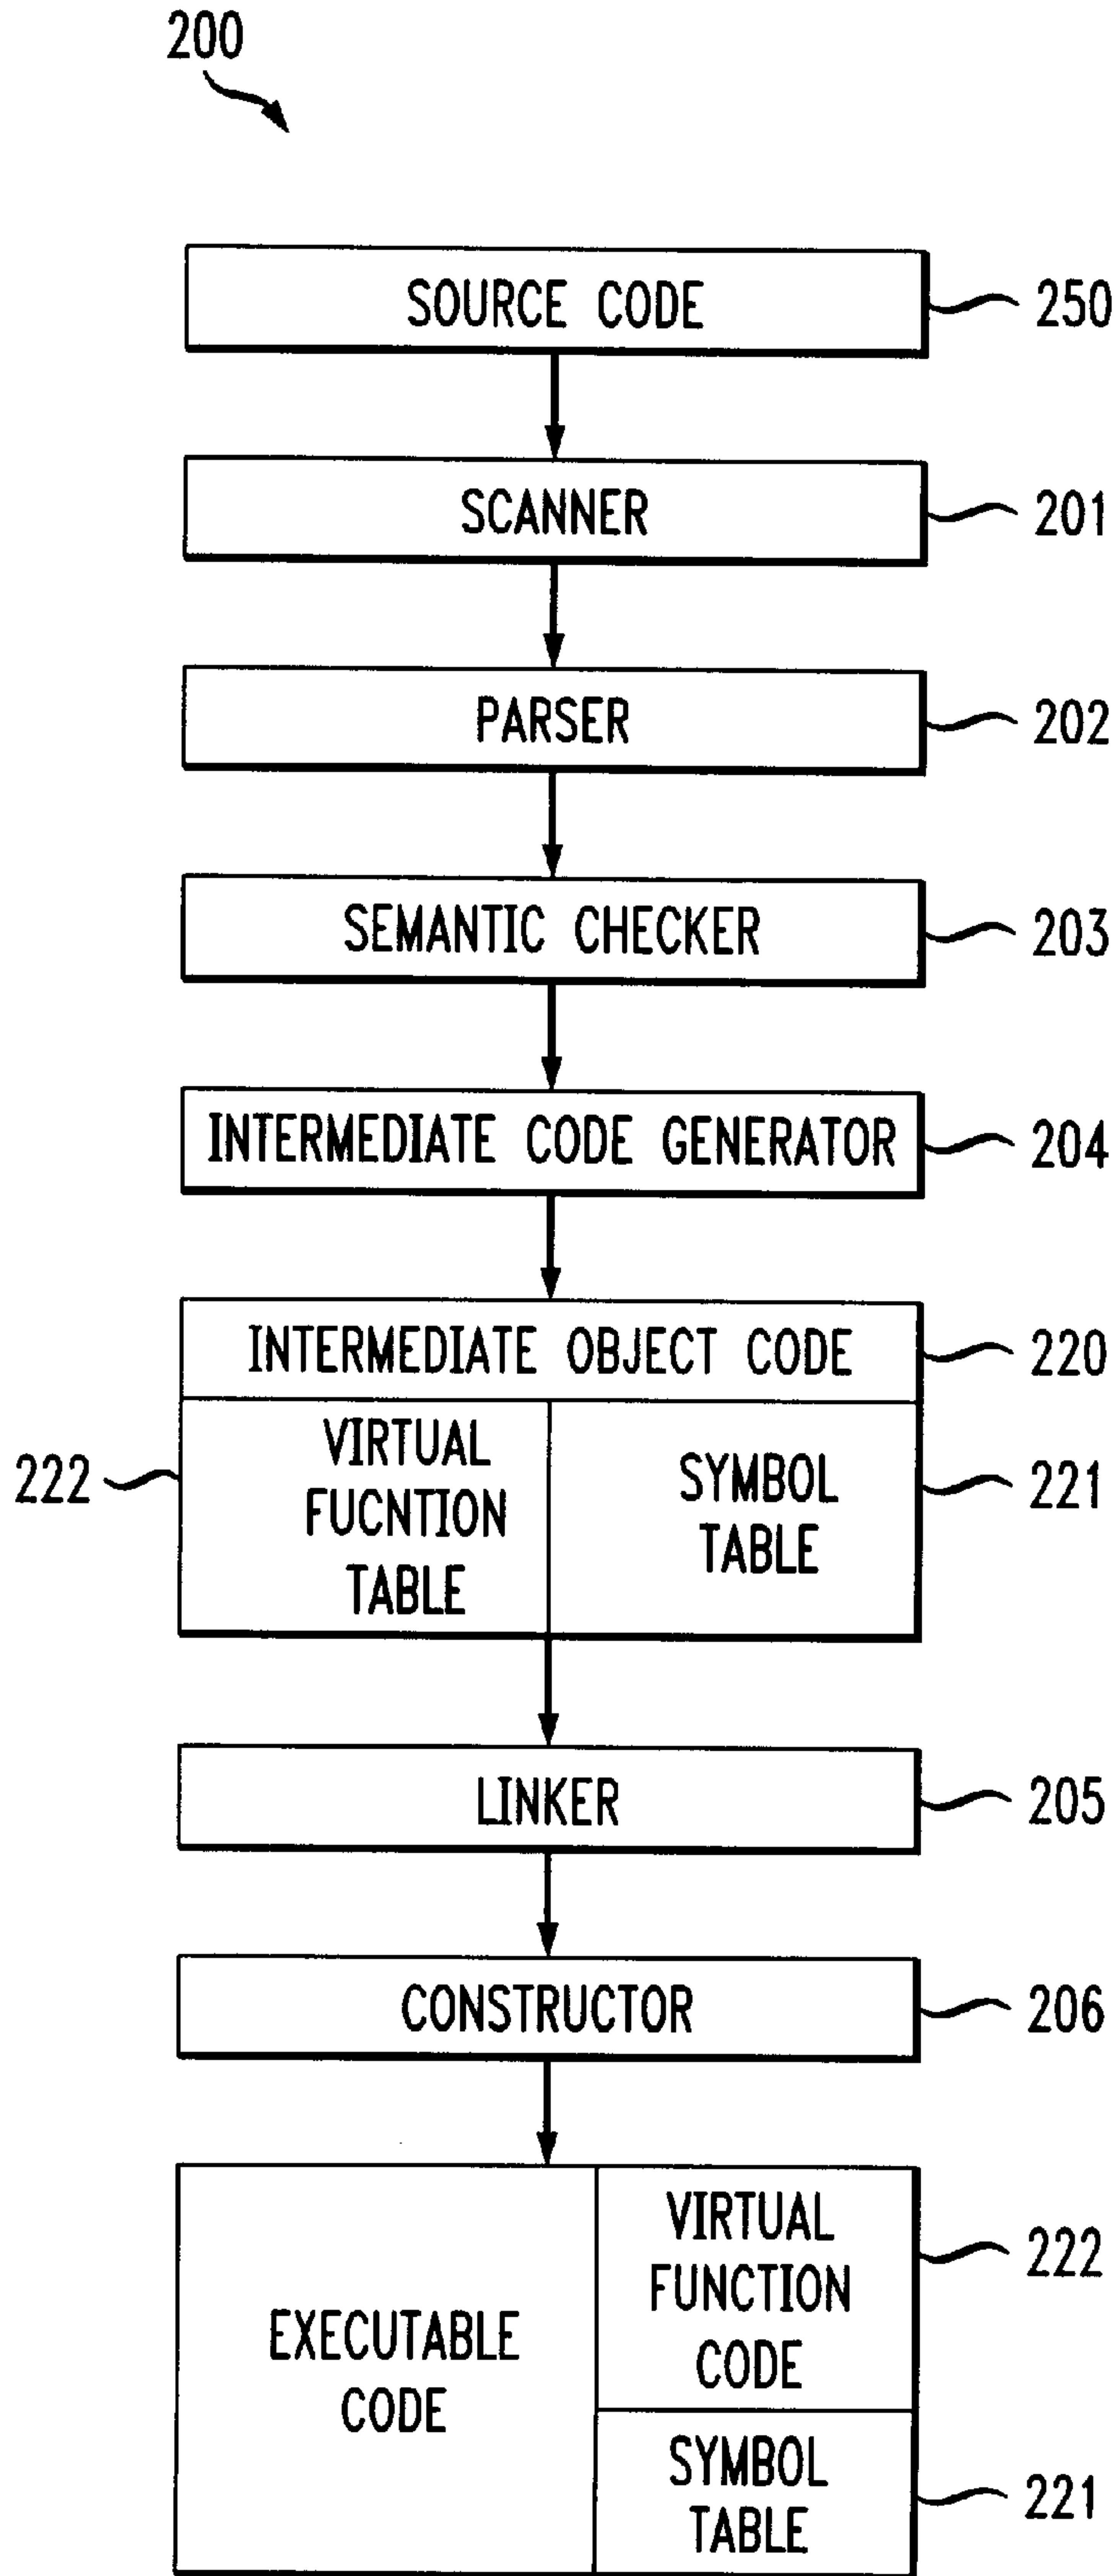 200
SOURCE CODE
250
SCANNER
201
PARSER
202
SEMANTIC CHECKER
203
INTERMEDIATE CODE GENERATOR
204
INTERMEDIATE OBJECT CODE
220
222
VIRTUAL
FUCNTION
TABLE
SYMBOL
TABLE
221
LINKER
205
CONSTRUCTOR
206
EXECUTABLE
CODE
VIRTUAL
FUNCTION
CODE
222
SYMBOL
TABLE
221